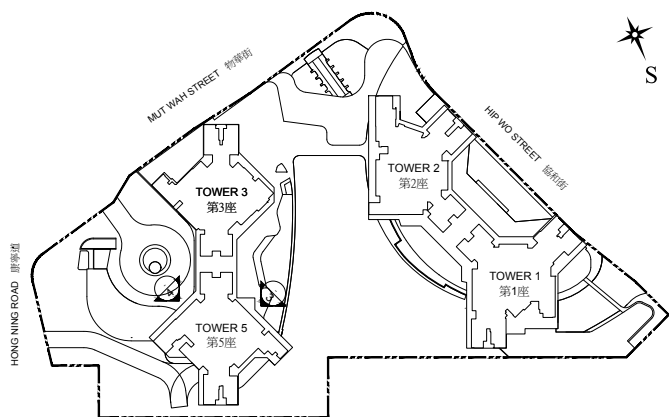 MUT WAH STREET 物華街
S
HIP WO STREET 協和街
TOWER 2
第2座
TOWER 3
第3座
HONG NING ROAD 康寧道
TOWER 1
第1座
4
3
TOWER 5
第5座